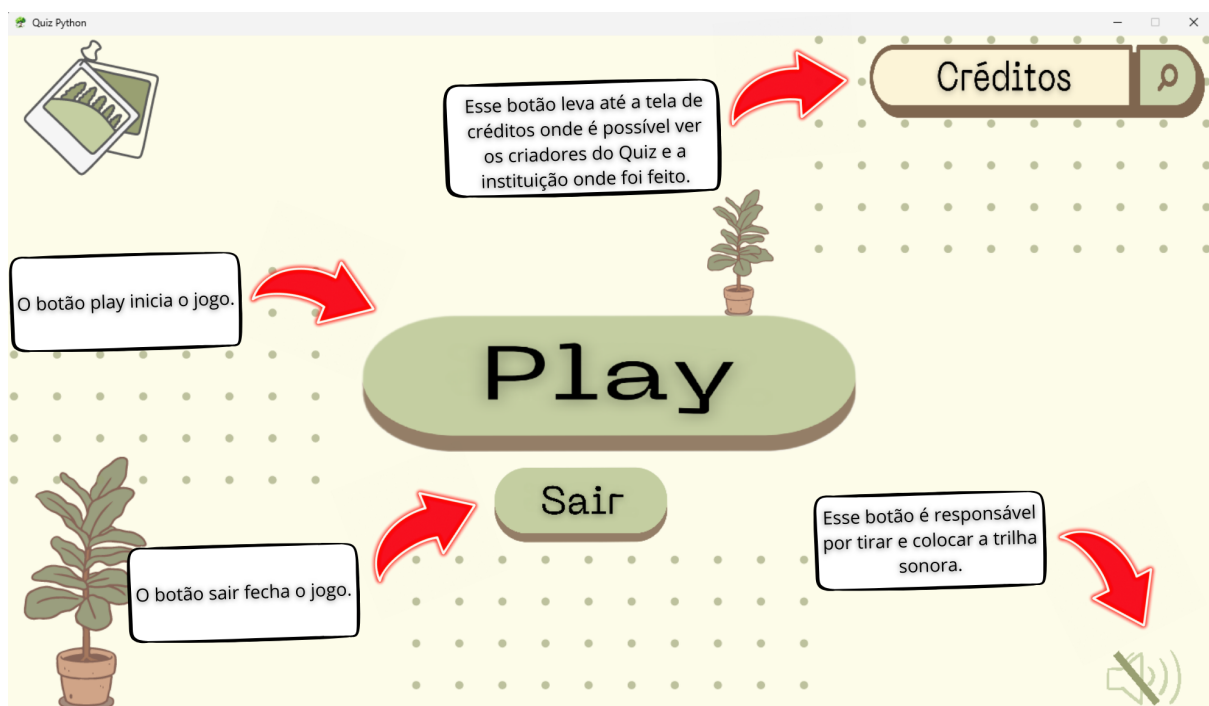 Quiz Python
Créditos
Esse botão leva até a tela de
créditos onde é possível ver
os criadores do Quiz e a
instituição onde foi feito.
O botão play inicia o jogo.
Play
Sair
Esse botão é responsável
por tirar e colocar a trilha
sonora.
O botão sair fecha o jogo.